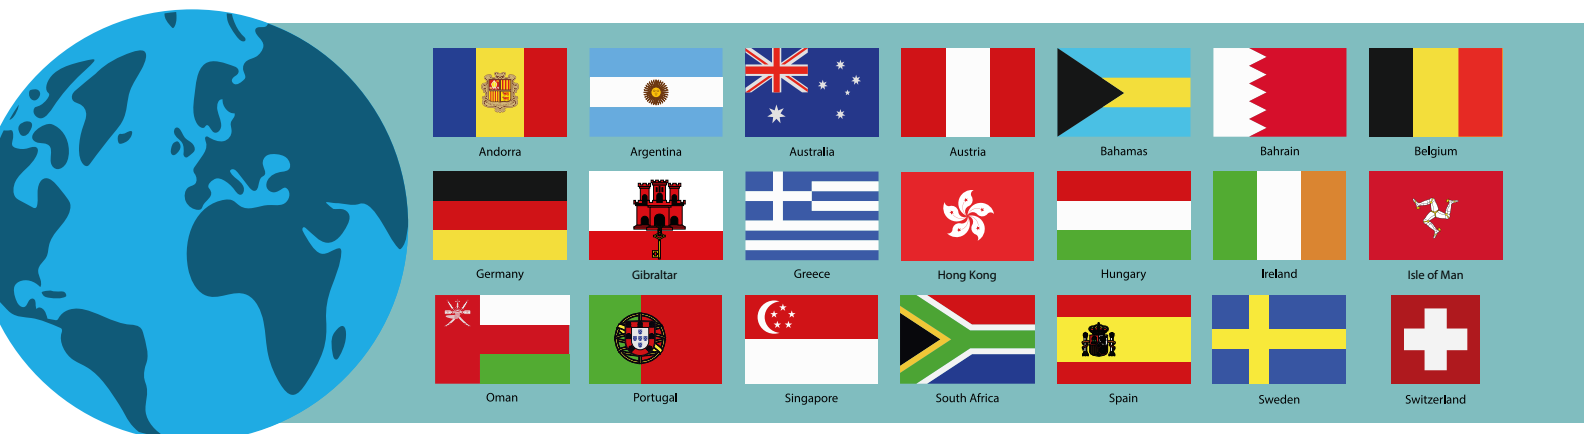 Andorra Argentina Australia Austria Bahamas Bahrain Belgium
Germany Gibraltar Greece Hong Kong Hungary Ireland Isle of Man
Oman Portugal Singapore South Africa Spain Sweden Switzerland